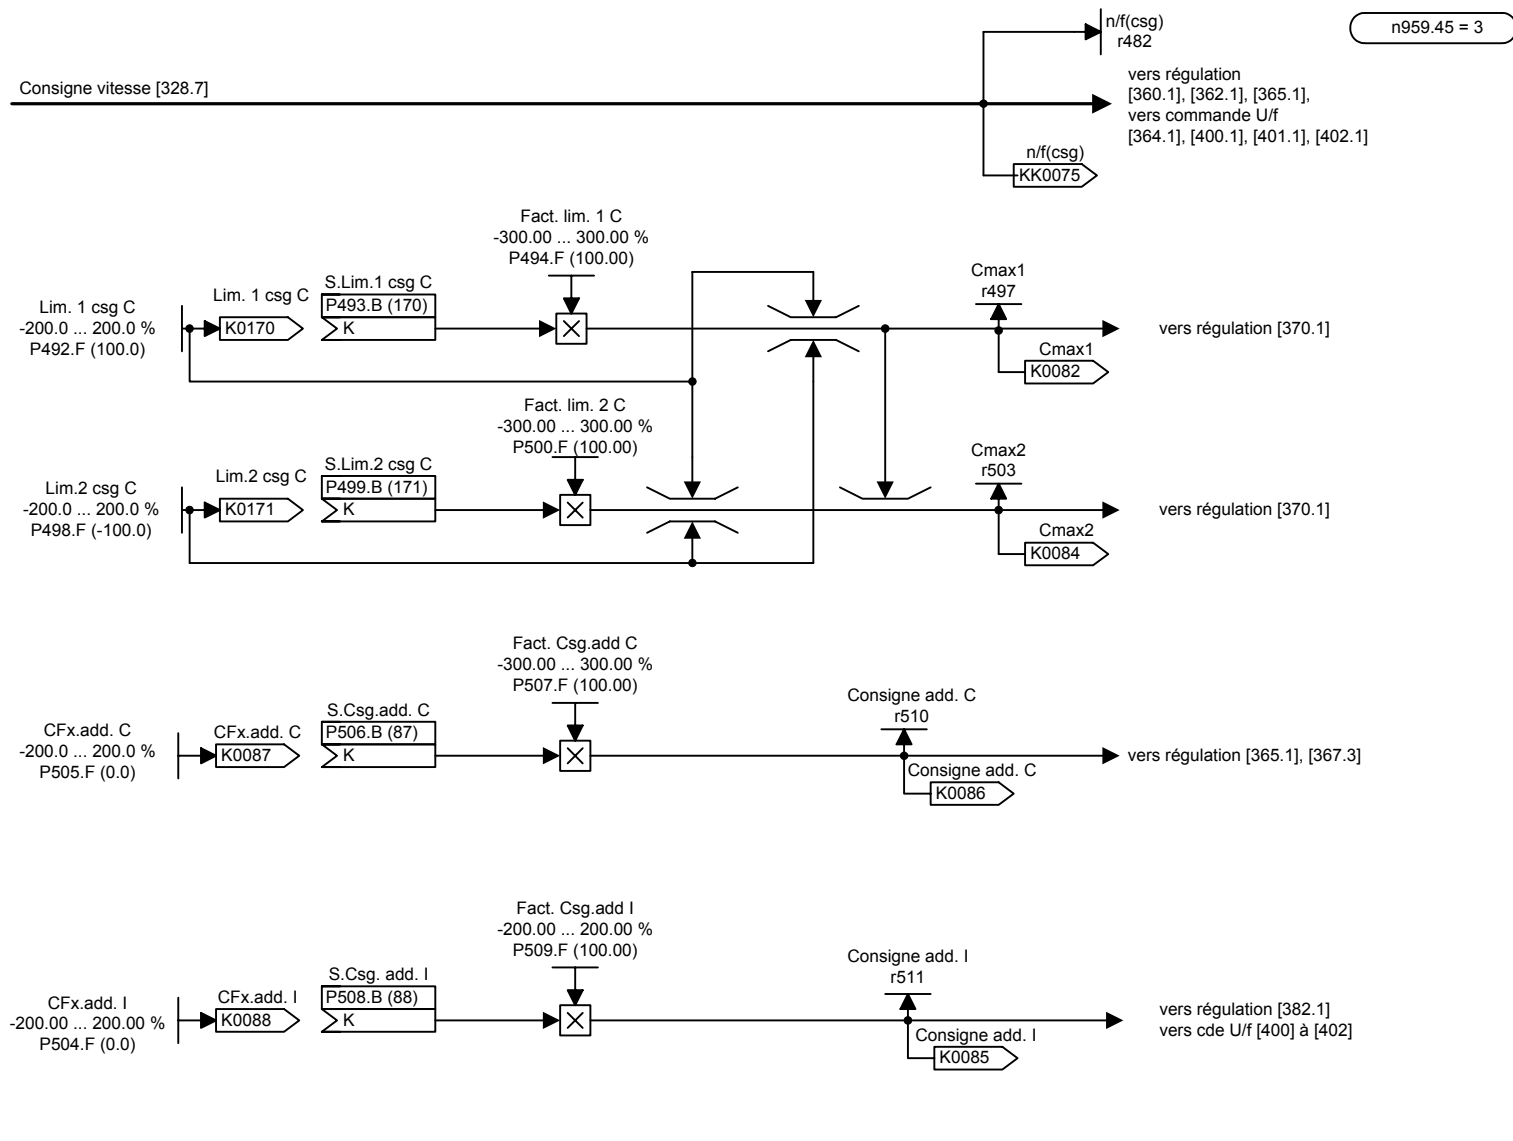 n/f(csg)
r482
n959.45 = 3
Consigne vitesse [328.7]
vers régulation
[360.1], [362.1], [365.1],
vers commande U/f
[364.1], [400.1], [401.1], [402.1]
n/f(csg)
KK0075
Fact. lim. 1 C
-300.00 ... 300.00 %
P494.F (100.00)
Lim. 1 csg C
-200.0 ... 200.0 %
P492.F (100.0)
Lim. 1 csg C
K0170
S.Lim.1 csg C
P493.B (170)
K
Cmax1
r497
vers régulation [370.1]
Cmax1
K0082
Fact. lim. 2 C
-300.00 ... 300.00 %
P500.F (100.00)
Lim.2 csg C
-200.0 ... 200.0 %
P498.F (-100.0)
Lim.2 csg C
K0171
S.Lim.2 csg C
P499.B (171)
K
Cmax2
r503
vers régulation [370.1]
Cmax2
K0084
Fact. Csg.add C
-300.00 ... 300.00 %
P507.F (100.00)
CFx.add. C
-200.0 ... 200.0 %
P505.F (0.0)
CFx.add. C
K0087
S.Csg.add. C
P506.B (87)
K
Consigne add. C
r510
vers régulation [365.1], [367.3]
Consigne add. C
K0086
Fact. Csg.add I
-200.00 ... 200.00 %
P509.F (100.00)
CFx.add. I
-200.00 ... 200.00 %
P504.F (0.0)
CFx.add. I
K0088
S.Csg. add. I
P508.B (88)
K
Consigne add. I
r511
vers régulation [382.1]
vers cde U/f [400] à [402]
Consigne add. I
K0085